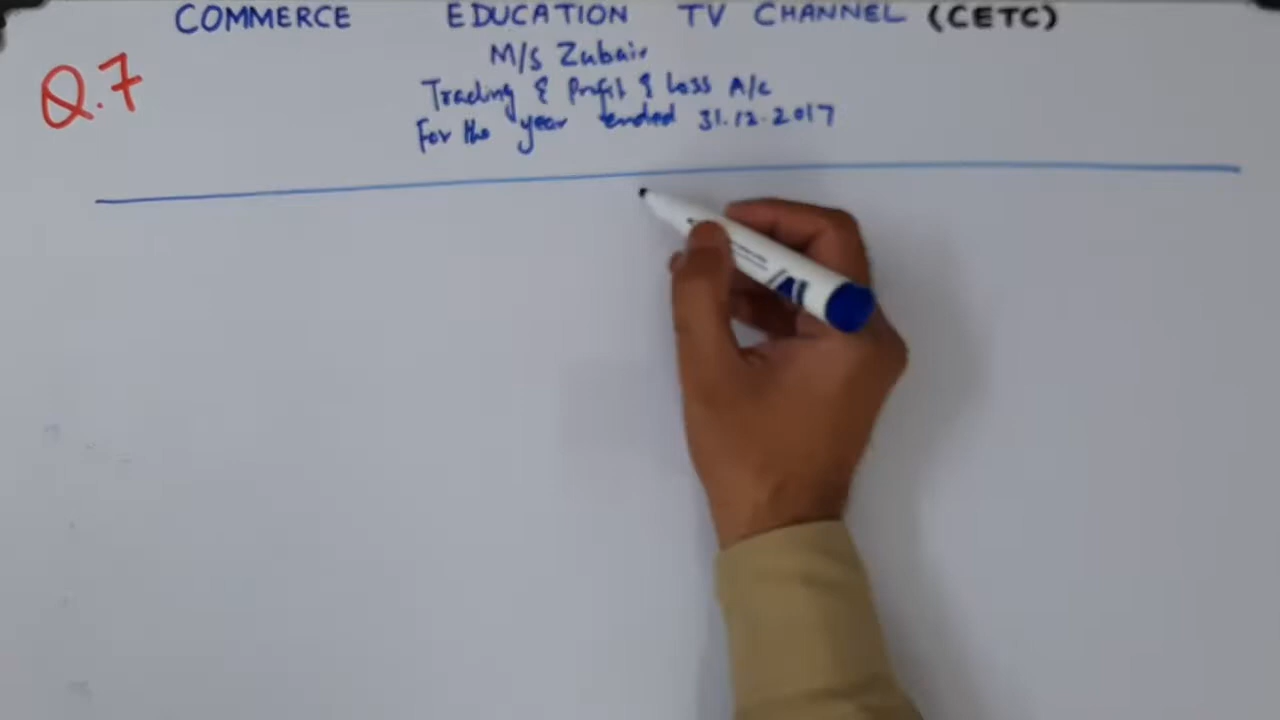 COMMERCE EDUCATION TV CHANNEL (CETC)
Q.7
M/S Zubair
Trading & Profit & Loss A/c
For the year ended 31.12.2017